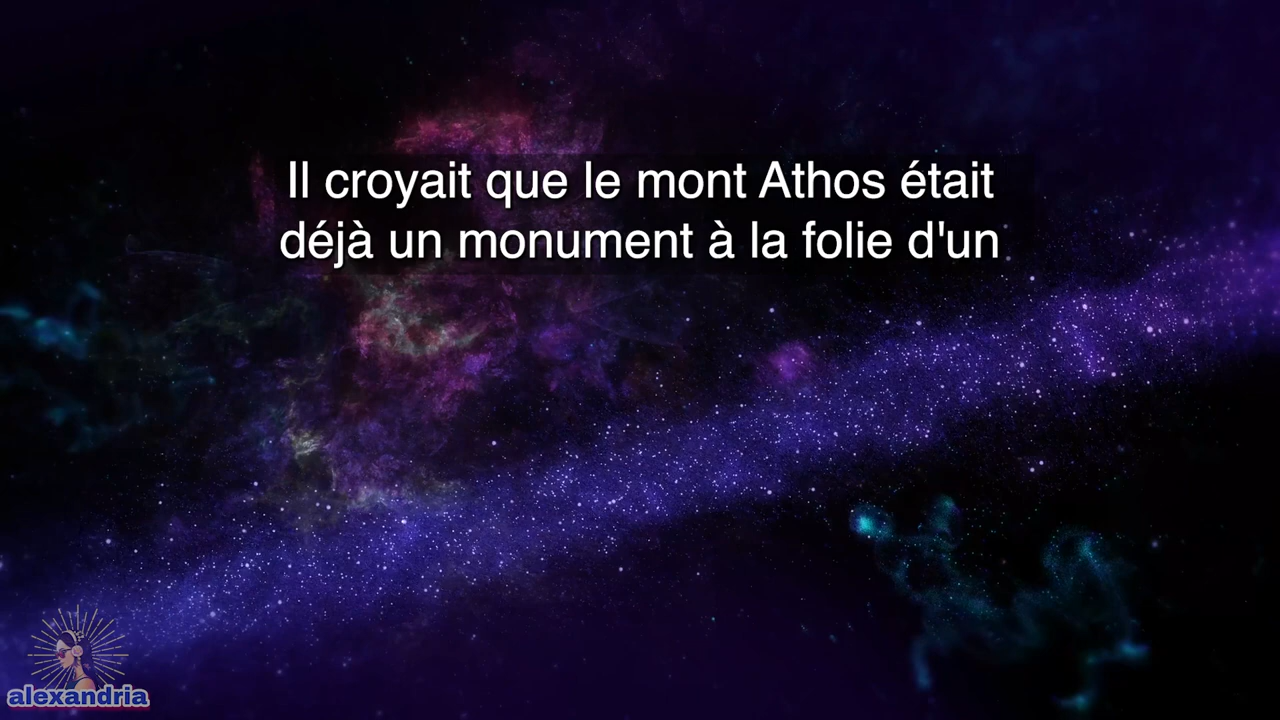 Il croyait que le mont Athos était
déjà un monument à la folie d'un
alexandria